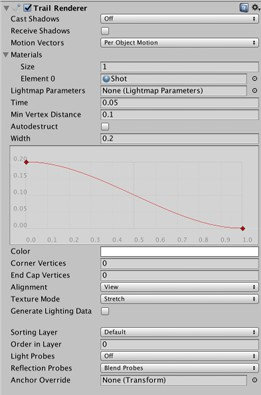 Trail Renderer
Cast Shadows Off
Receive Shadows
Motion Vectors Per Object Motion
Materials
Size 1
Element 0 Shot
Lightmap Parameters None (Lightmap Parameters)
Time 0.05
Min Vertex Distance 0.1
Autodestruct
Width 0.2
0.20
0.15
0.10
0.05
0.00
0.0 0.1 0.2 0.3 0.4 0.5 0.6 0.7 0.8 0.9 1.0
Color
Corner Vertices 0
End Cap Vertices 0
Alignment View
Texture Mode Stretch
Generate Lighting Data
Sorting Layer Default
Order in Layer 0
Light Probes Off
Reflection Probes Blend Probes
Anchor Override None (Transform)